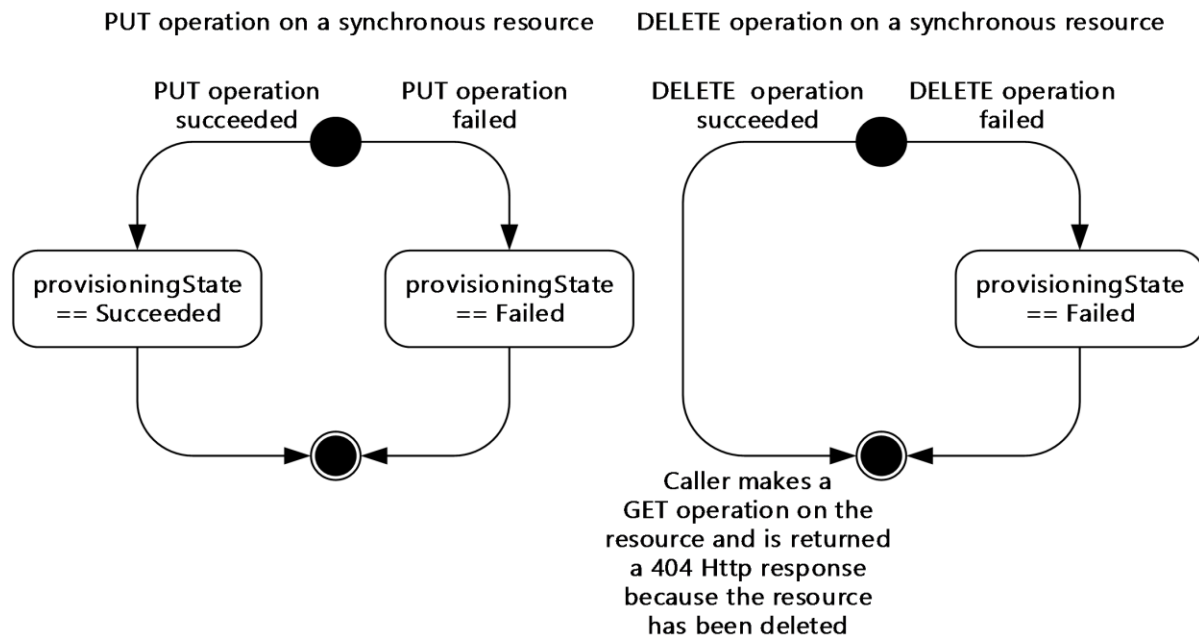 PUT operation on a synchronous resource
PUT operation
succeeded
PUT operation
failed
provisioningState
== Succeeded
provisioningState
== Failed
DELETE operation on a synchronous resource
DELETE  operation
succeeded
DELETE operation
failed
provisioningState
== Failed
Caller makes a
GET operation on the
resource and is returned
a 404 Http response
because the resource
has been deleted